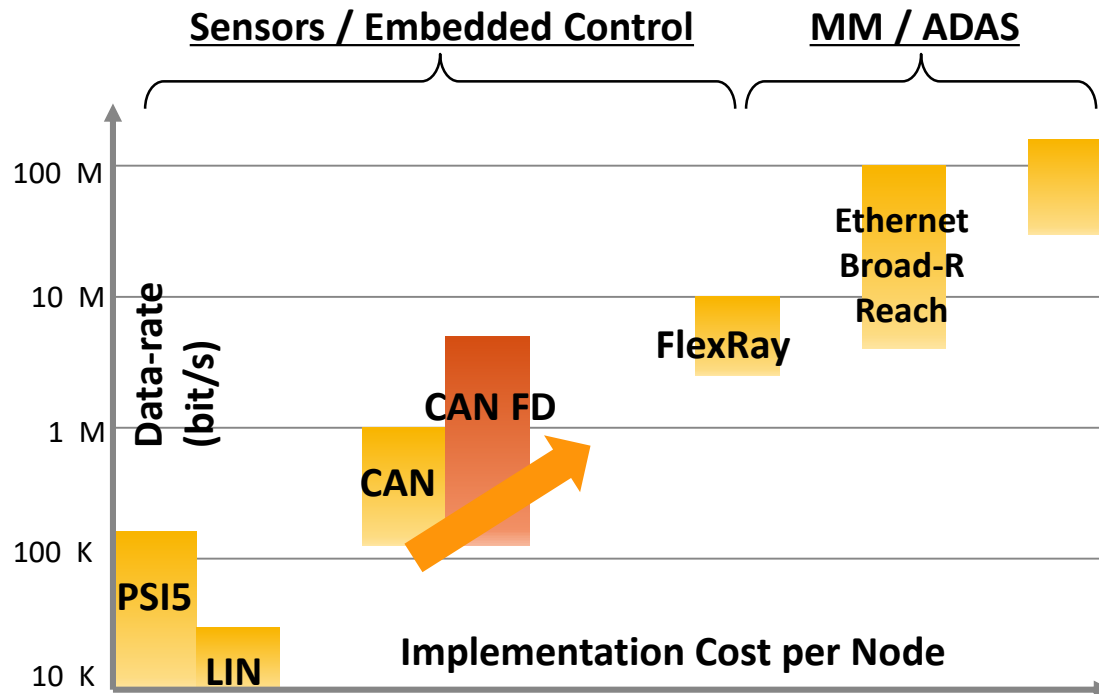 Sensors / Embedded Control
MM / ADAS
100 M
10 M
1 M
100 K
10 K
Data-rate
(bit/s)
PSI5
LIN
CAN
CAN FD
FlexRay
Ethernet
Broad-R
Reach
Implementation Cost per Node